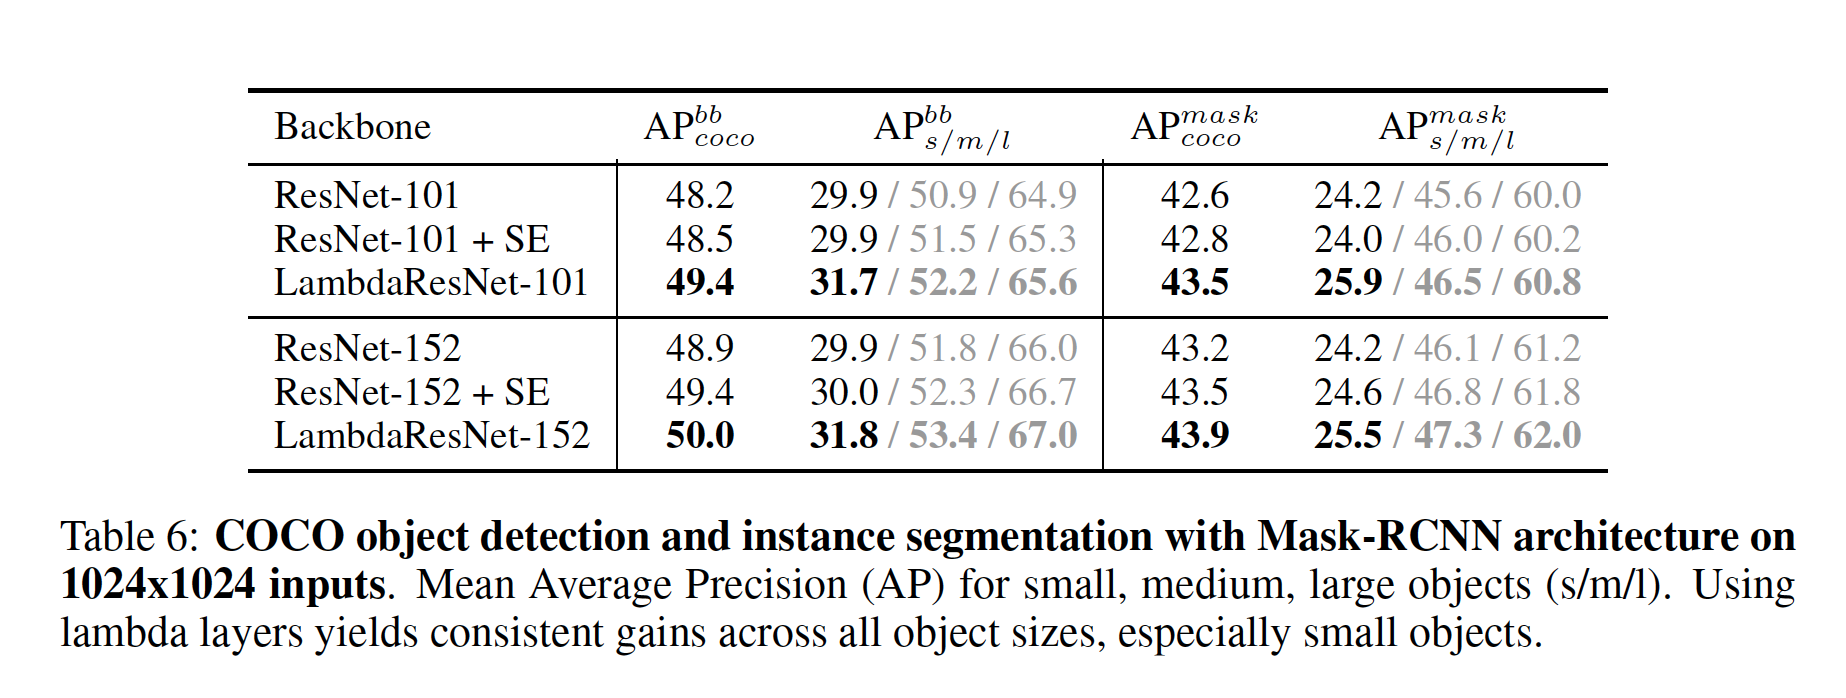 Backbone AP^{bb}_{coco} AP^{bb}_{s/m/l} AP^{mask}_{coco} AP^{mask}_{s/m/l}
ResNet-101 48.2 29.9 / 50.9 / 64.9 42.6 24.2 / 45.6 / 60.0
ResNet-101 + SE 48.5 29.9 / 51.5 / 65.3 42.8 24.0 / 46.0 / 60.2
LambdaResNet-101 49.4 31.7 / 52.2 / 65.6 43.5 25.9 / 46.5 / 60.8
ResNet-152 48.9 29.9 / 51.8 / 66.0 43.2 24.2 / 46.1 / 61.2
ResNet-152 + SE 49.4 30.0 / 52.3 / 66.7 43.5 24.6 / 46.8 / 61.8
LambdaResNet-152 50.0 31.8 / 53.4 / 67.0 43.9 25.5 / 47.3 / 62.0
Table 6: COCO object detection and instance segmentation with Mask-RCNN architecture on
1024x1024 inputs. Mean Average Precision (AP) for small, medium, large objects (s/m/l). Using
lambda layers yields consistent gains across all object sizes, especially small objects.